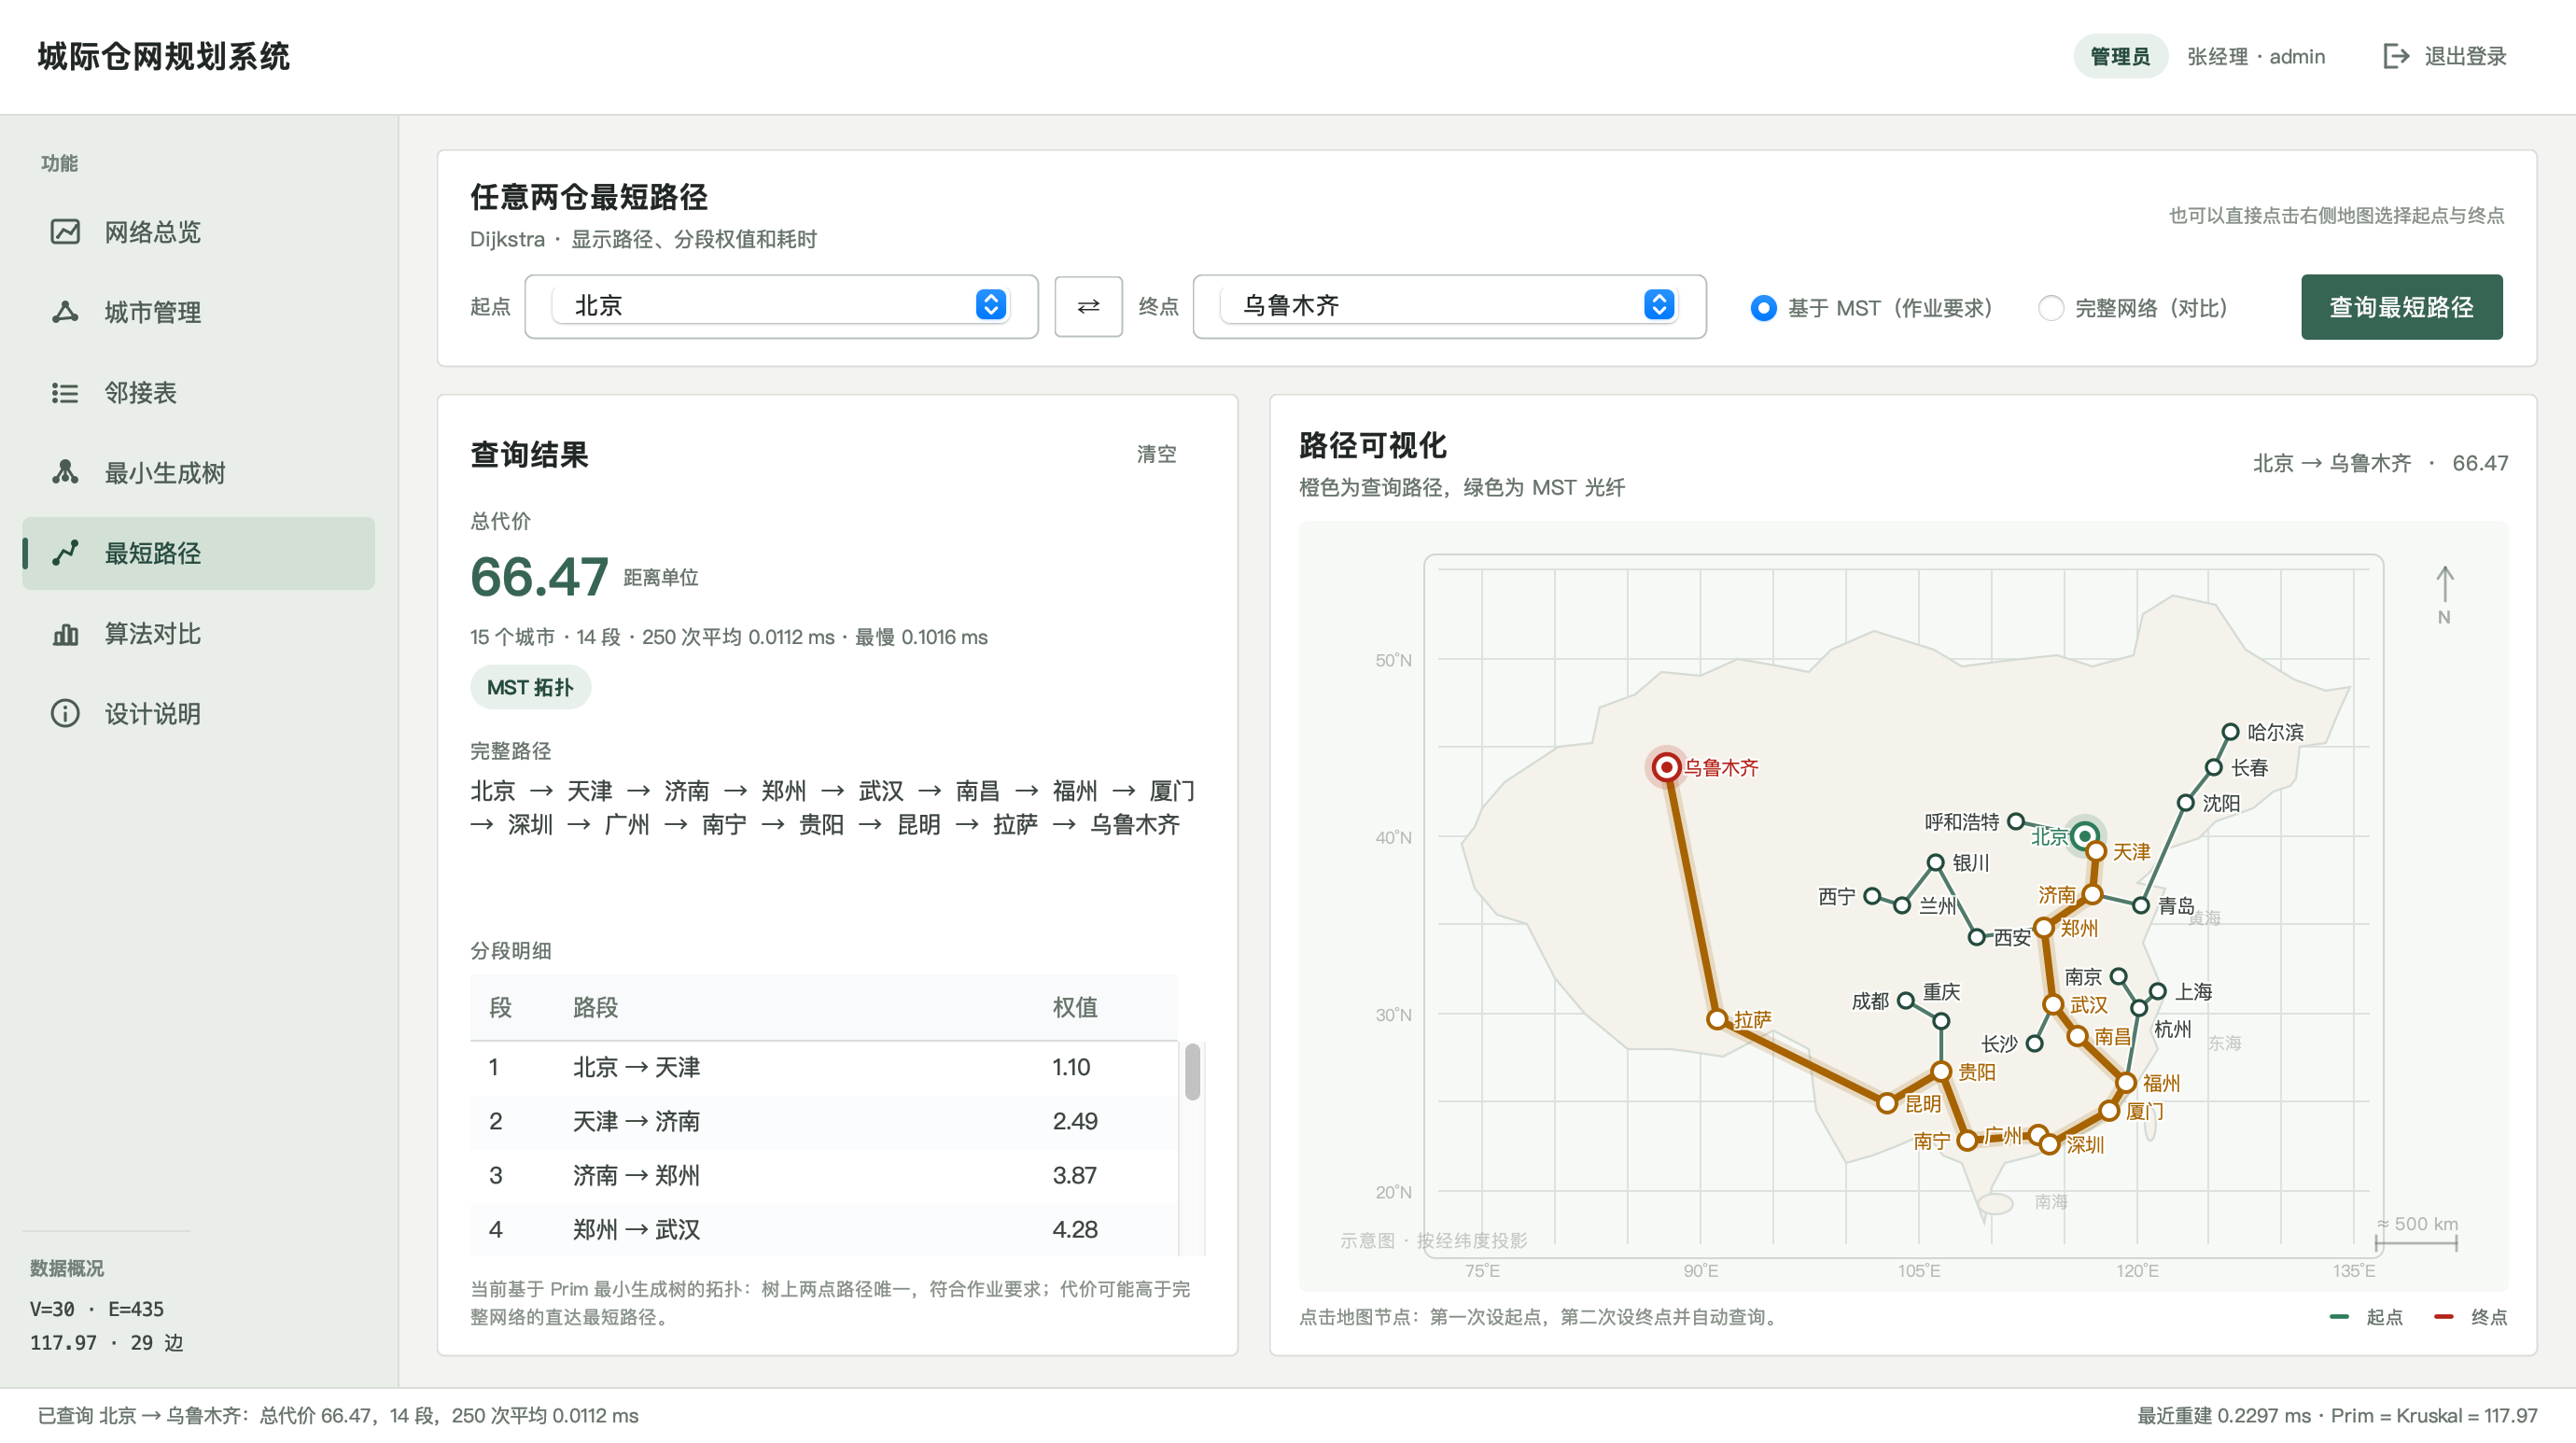 城际仓网规划系统
管理员 张经理 · admin 退出登录
功能
网络总览
城市管理
邻接表
最小生成树
最短路径
算法对比
设计说明
数据概况
V=30 · E=435
117.97 · 29 边
任意两仓最短路径
Dijkstra · 显示路径、分段权值和耗时
也可以直接点击右侧地图选择起点与终点
起点 北京 ⇄ 终点 乌鲁木齐 基于 MST（作业要求） 完整网络（对比） 查询最短路径
查询结果 清空
总代价
66.47 距离单位
15 个城市 · 14 段 · 250 次平均 0.0112 ms · 最慢 0.1016 ms
MST 拓扑
完整路径
北京 → 天津 → 济南 → 郑州 → 武汉 → 南昌 → 福州 → 厦门
→ 深圳 → 广州 → 南宁 → 贵阳 → 昆明 → 拉萨 → 乌鲁木齐
分段明细
段 路段 权值
1 北京 → 天津 1.10
2 天津 → 济南 2.49
3 济南 → 郑州 3.87
4 郑州 → 武汉 4.28
当前基于 Prim 最小生成树的拓扑：树上两点路径唯一，符合作业要求；代价可能高于完
整网络的直达最短路径。
路径可视化
橙色为查询路径，绿色为 MST 光纤
北京 → 乌鲁木齐 · 66.47
N
50°N
哈尔滨
乌鲁木齐
长春
沈阳
呼和浩特
40°N
北京
天津
银川
济南
西宁
兰州
青岛
黄海
郑州
西安
南京
重庆
上海
成都
武汉
30°N
拉萨
杭州
南昌
长沙
东海
贵阳
福州
昆明
厦门
广州
南宁
深圳
20°N
南海
≈ 500 km
示意图 · 按经纬度投影
75°E 90°E 105°E 120°E 135°E
点击地图节点：第一次设起点，第二次设终点并自动查询。
起点 终点
已查询 北京 → 乌鲁木齐：总代价 66.47，14 段，250 次平均 0.0112 ms
最近重建 0.2297 ms · Prim = Kruskal = 117.97